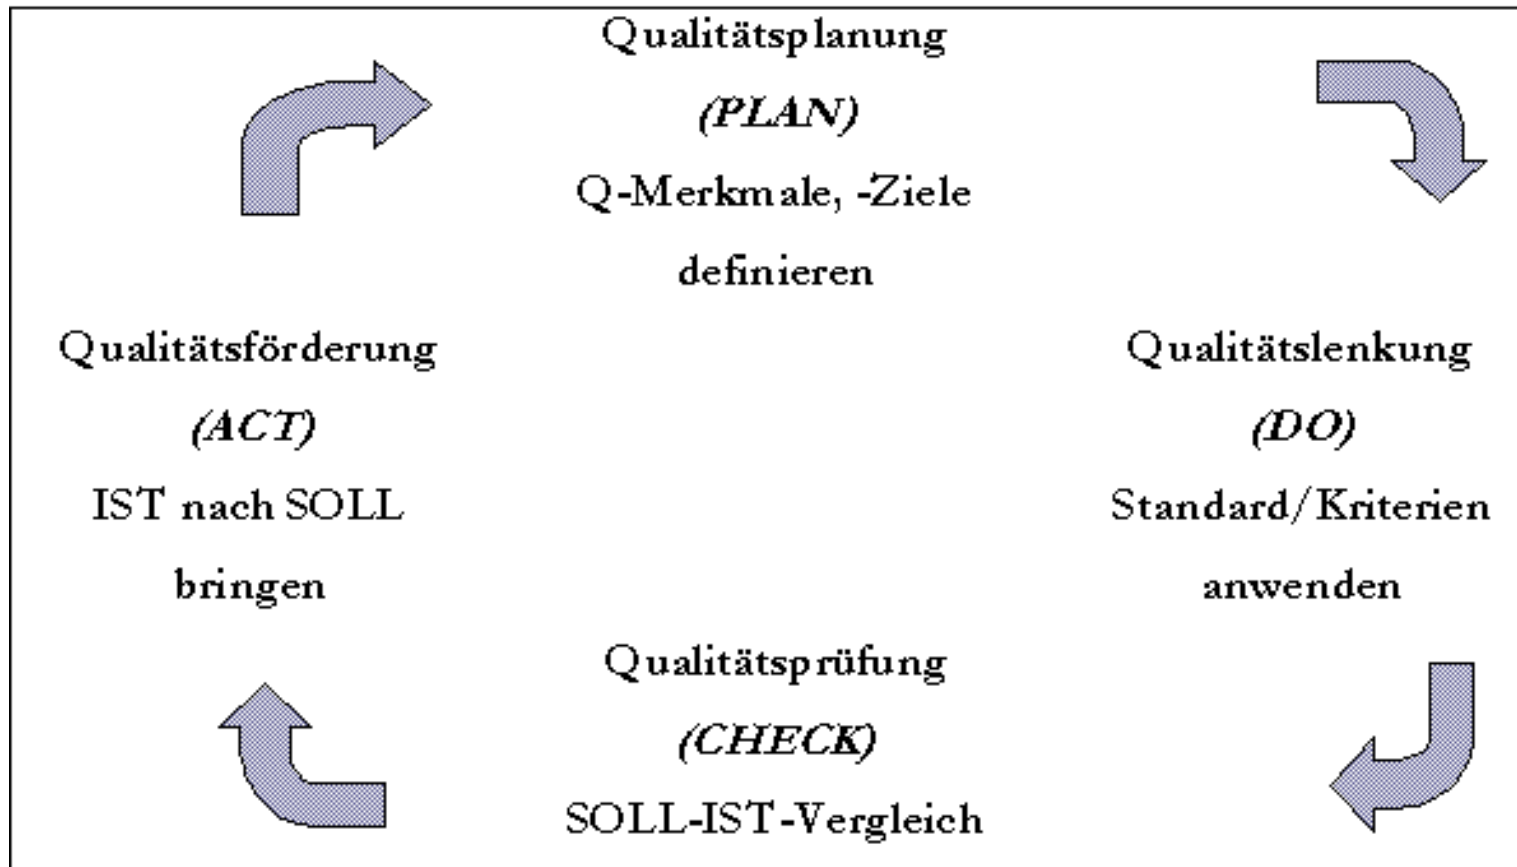 Qualitätsplanung
(PLAN)
Q-Merkmale, -Ziele
definieren
Qualitätsförderung
(ACT)
IST nach SOLL
bringen
Qualitätslenkung
(DO)
Standard/Kriterien
anwenden
Qualitätsprüfung
(CHECK)
SOLL-IST-Vergleich